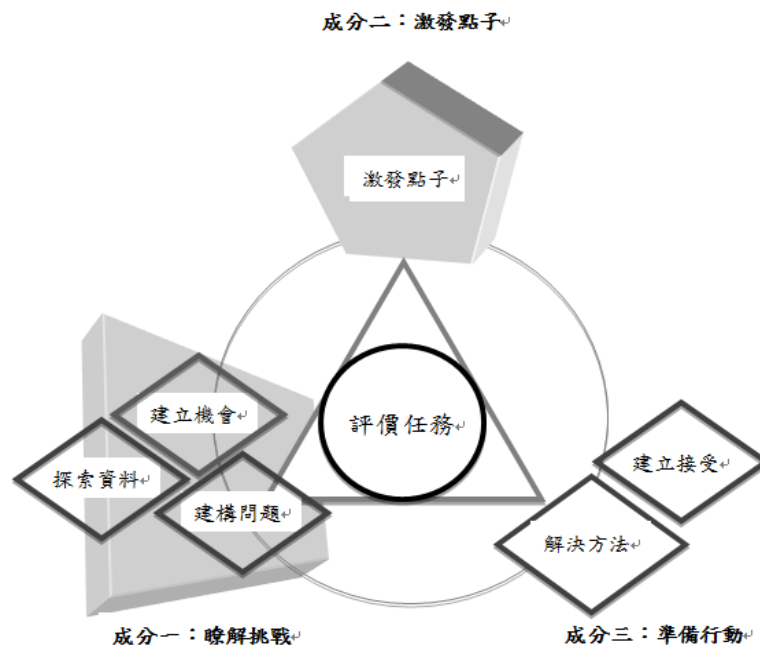 成分二：激發點子
激發點子
建立機會
評價任務
建立接受
探索資料
建構問題
解決方法
成分一：瞭解挑戰
成分三：準備行動